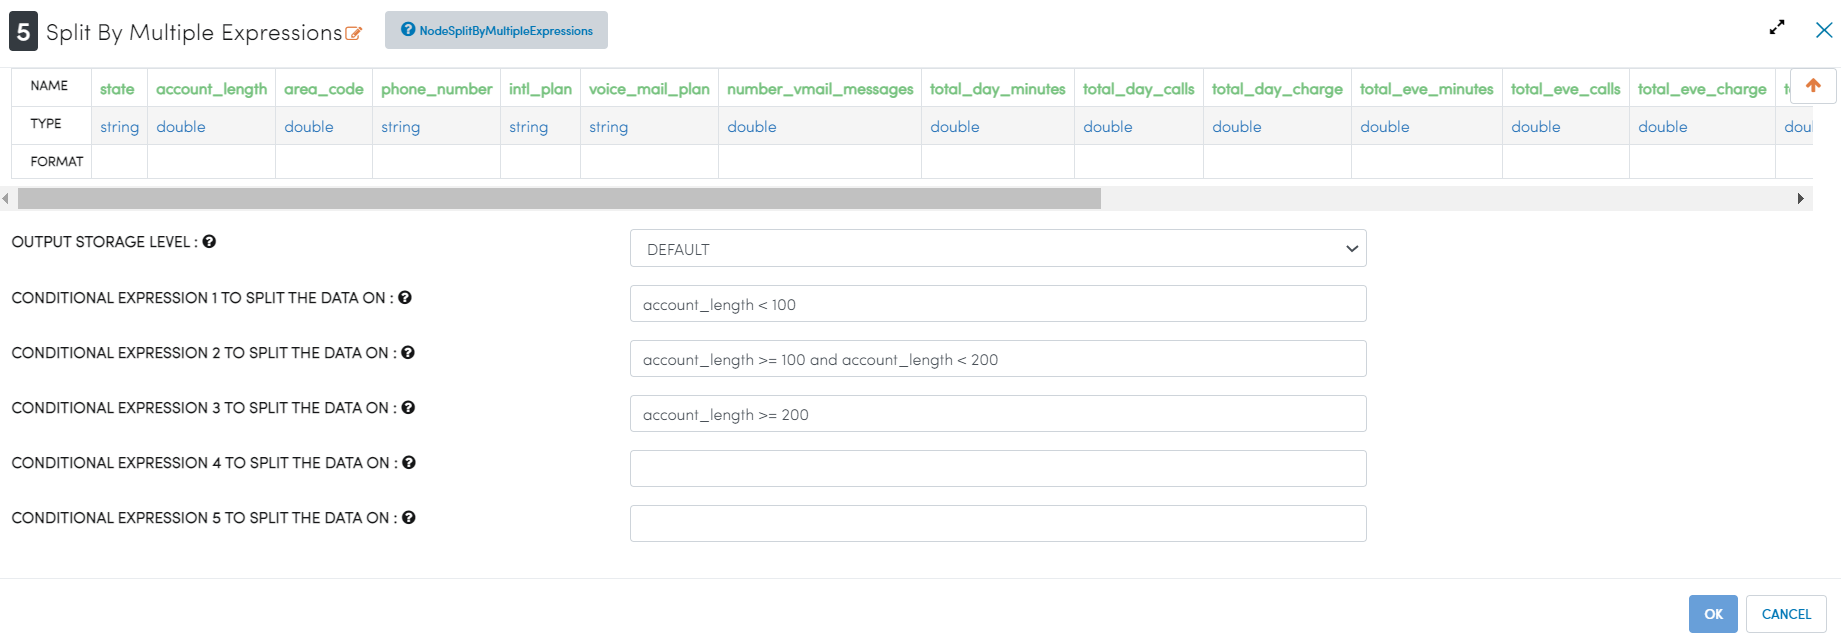 5 Split By Multiple Expressions NodeSplitByMultipleExpressions
NAME state account_length area_code phone_number intl_plan voice_mail_plan number_vmail_messages total_day_minutes total_day_calls total_day_charge total_eve_minutes total_eve_calls total_eve_charge
TYPE string double double string string string double double double double double double double doul
FORMAT
OUTPUT STORAGE LEVEL : DEFAULT
CONDITIONAL EXPRESSION 1 TO SPLIT THE DATA ON : account_length < 100
CONDITIONAL EXPRESSION 2 TO SPLIT THE DATA ON : account_length >= 100 and account_length < 200
CONDITIONAL EXPRESSION 3 TO SPLIT THE DATA ON : account_length >= 200
CONDITIONAL EXPRESSION 4 TO SPLIT THE DATA ON :
CONDITIONAL EXPRESSION 5 TO SPLIT THE DATA ON :
OK CANCEL